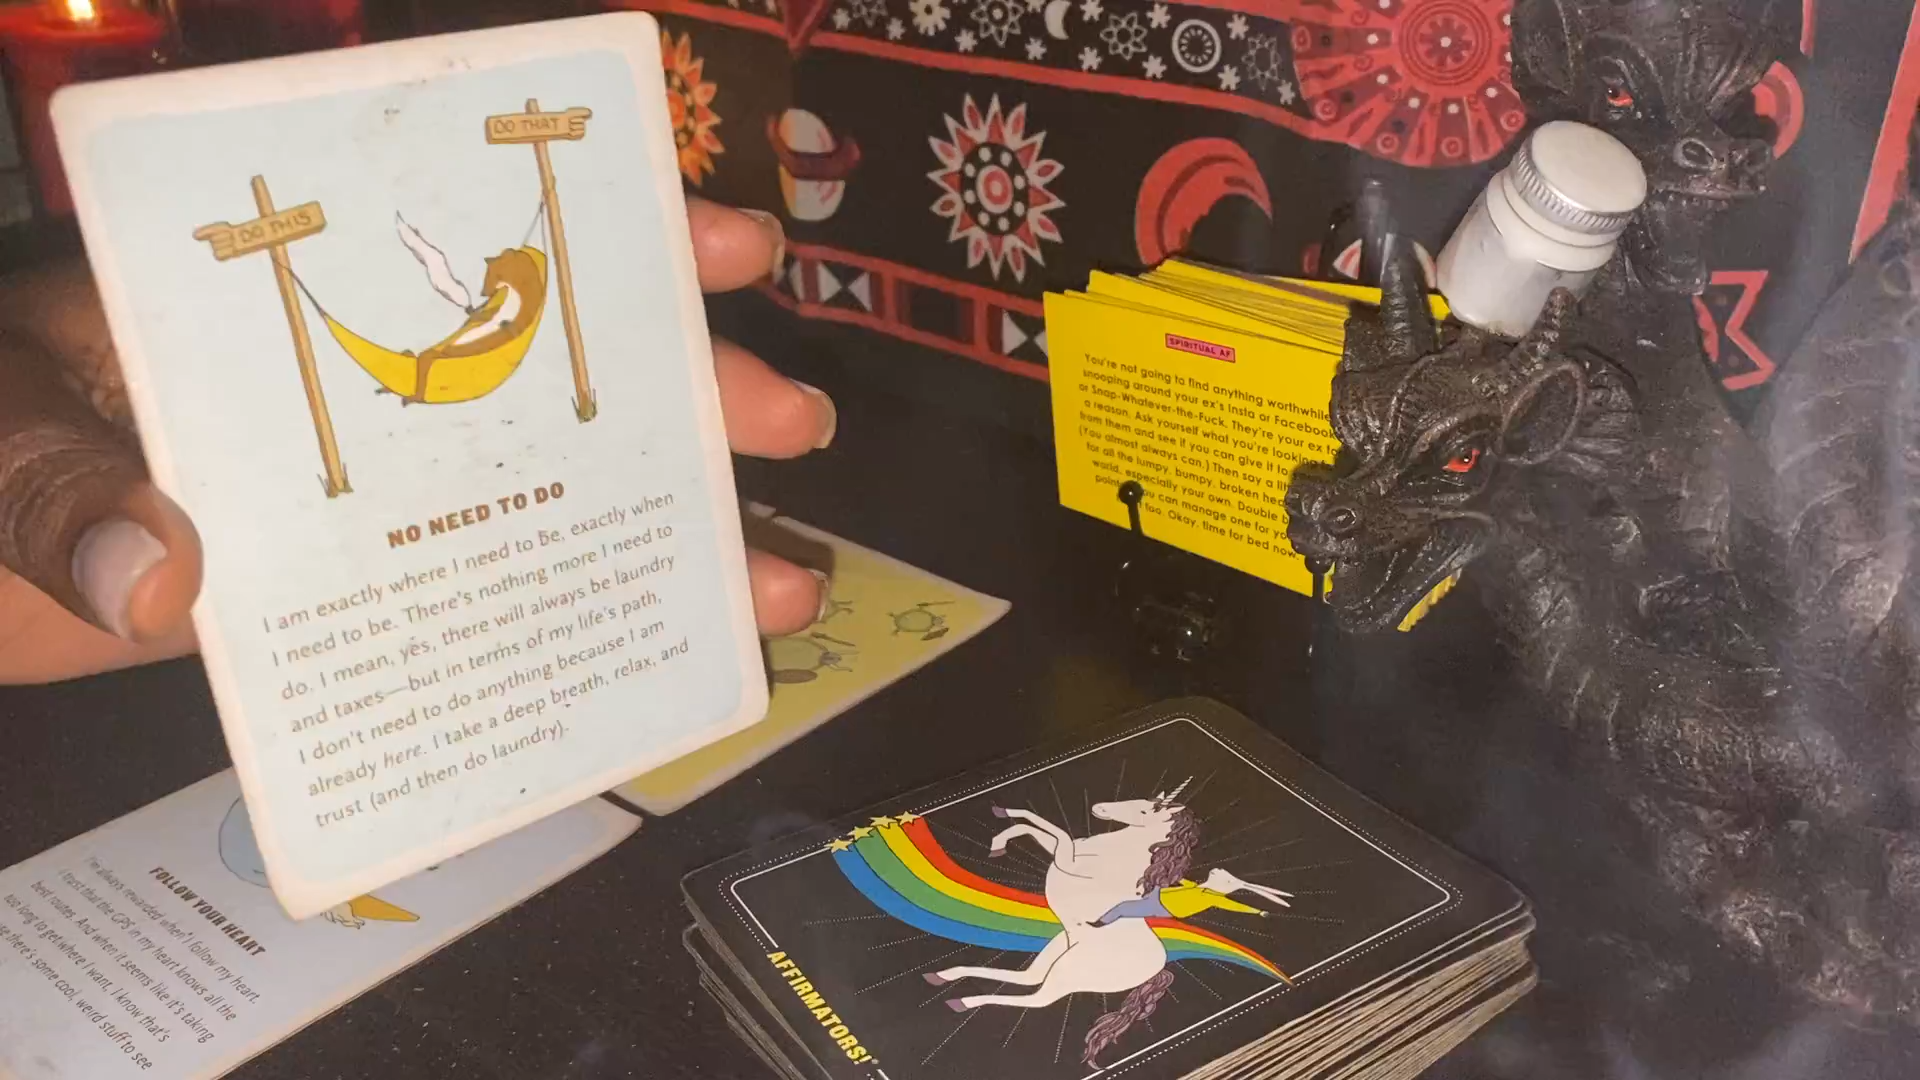 DO THIS
DO THAT
NO NEED TO DO
I am exactly where I need to be, exactly when
I need to be. There's nothing more I need to
do. I mean, yes, there will always be laundry
and taxes—but in terms of my life's path,
I don't need to do anything because I am
already here. I take a deep breath, relax, and
trust (and then do laundry).
FOLLOW YOUR HEART
I'm always rewarded when I follow my heart.
I trust that the GPS in my heart knows all the
best routes. And when it seems like it's taking
too long to get where I want, I know that's
there's some cool, weird stuff to see
SPIRITUAL AF
You're not going to find anything worthwhile
snooping around your ex's Insta or Facebook
or Snap-Whatever-the-Fuck. They're your ex
a reason. Ask yourself what you're looking
from them and see if you can give it to
(You almost always can.) Then say a
for all the lumpy, bumpy, broken
world, especially your own. Double
you can manage one for
too. Okay, time for bed now.
AFFIRMATORS!